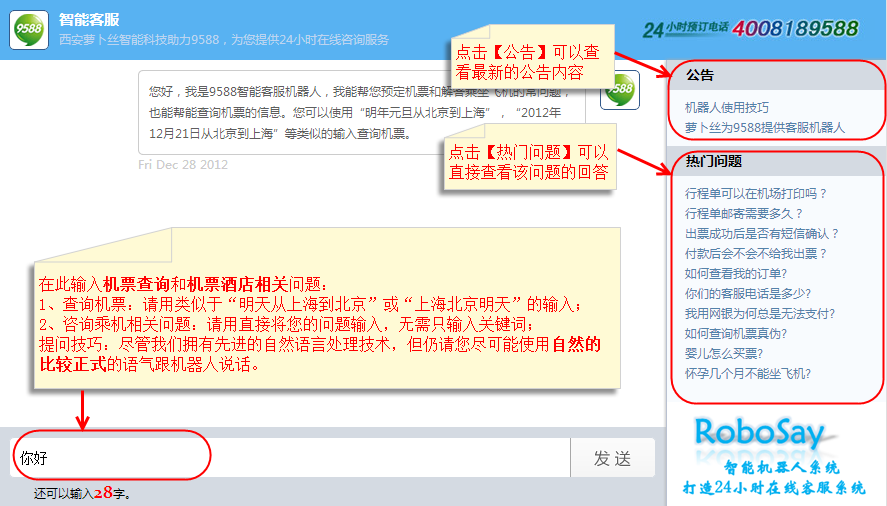 9588
智能客服
西安萝卜丝智能科技助力9588，为您提供24小时在线咨询服务
24小时预订电话 4008189588
您好，我是9588智能客服机器人，我能帮您预定机票和解答乘坐飞机的常问题，
也能帮能查询机票的信息。您可以使用“明年元旦从北京到上海”，“2012年
12月21日从北京到上海”等类似的输入查询机票。
9588
Fri Dec 28 2012
点击【公告】可以查
看最新的公告内容
点击【热门问题】可以
直接查看该问题的回答
公告
机器人使用技巧
萝卜丝为9588提供客服机器人
热门问题
行程单可以在机场打印吗？
行程单邮寄需要多久？
出票成功后是否有短信确认？
付款后会不会不给我出票？
如何查看我的订单?
你们的客服电话是多少?
我用网银为何总是无法支付?
如何查询机票真伪?
婴儿怎么买票?
怀孕几个月不能坐飞机?
在此输入机票查询和机票酒店相关问题：
1、查询机票：请用类似于“明天从上海到北京”或“上海北京明天”的输入；
2、咨询乘机相关问题：请用直接将您的问题输入，无需只输入关键词；
提问技巧：尽管我们拥有先进的自然语言处理技术，但仍请您尽可能使用自然的
比较正式的语气跟机器人说话。
你好
发 送
还可以输入28字。
RoboSay
智能机器人系统
打造24小时在线客服系统